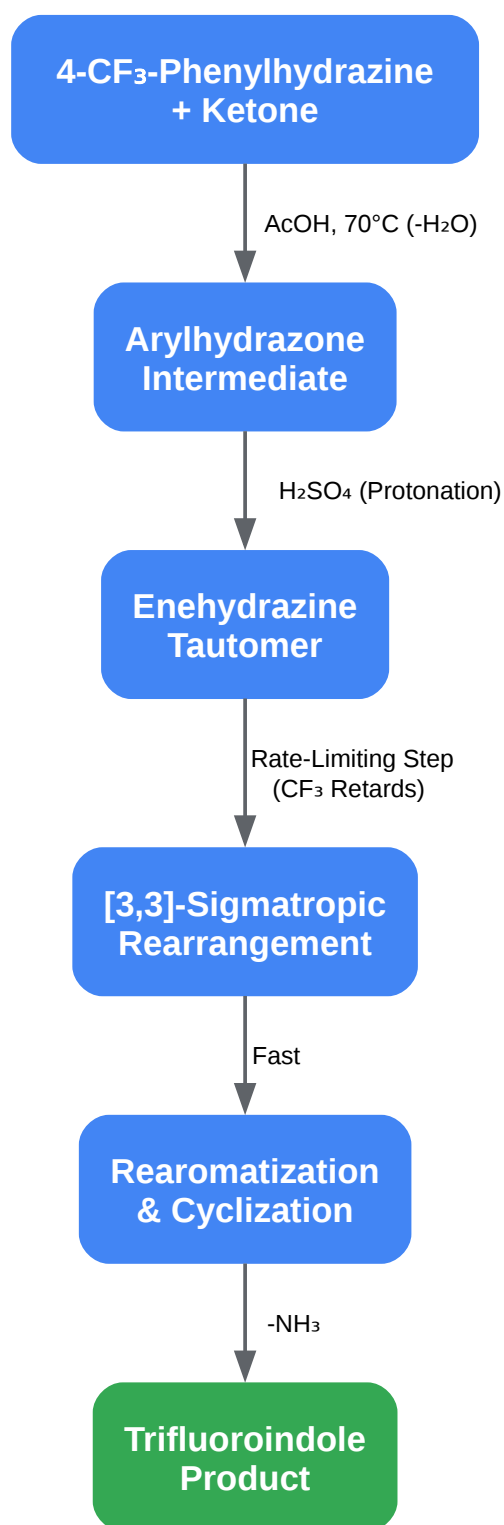 4-CF₃-Phenylhydrazine
+ Ketone
AcOH, 70°C (-H₂O)
Arylhydrazone
Intermediate
H₂SO₄ (Protonation)
Enehydrazine
Tautomer
Rate-Limiting Step
(CF₃ Retards)
[3,3]-Sigmatropic
Rearrangement
Fast
Rearomatization
& Cyclization
-NH₃
Trifluoroindole
Product